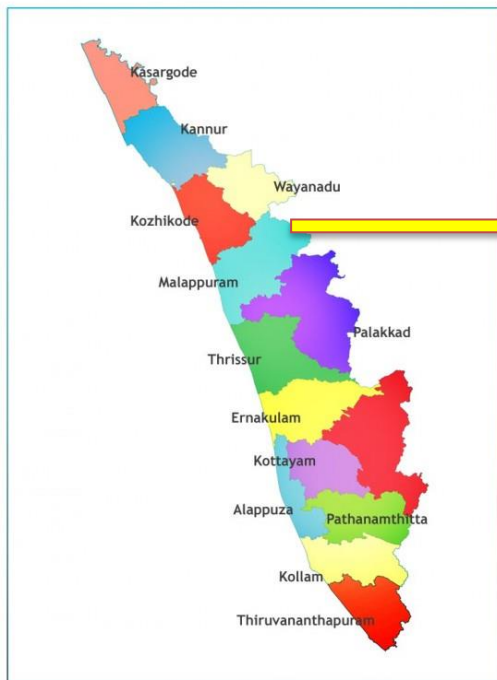 Kasargode
Kannur
Wayanadu
Kozhikode
Malappuram
Palakkad
Thrissur
Ernakulam
Kottayam
Alappuza
Pathanamthitta
Kollam
Thiruvananthapuram